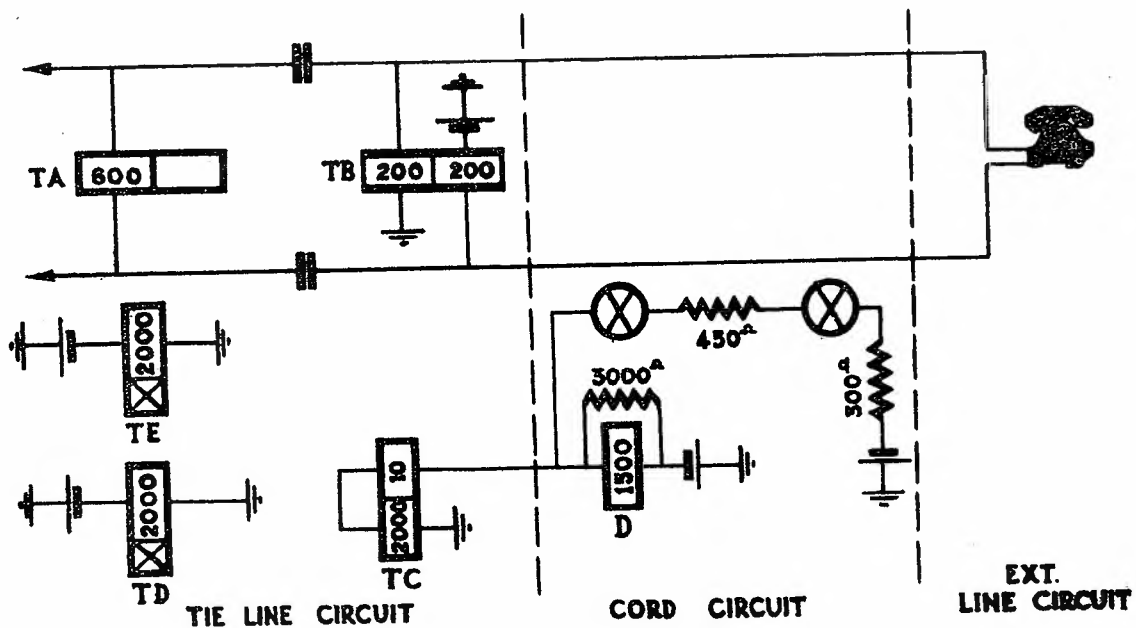 TA 600
TB 200 200
450Ω
3000Ω
300Ω
2000
TE
2000
TD
10
2000
TC
1500
D
TIE LINE CIRCUIT
CORD CIRCUIT
EXT.
LINE CIRCUIT